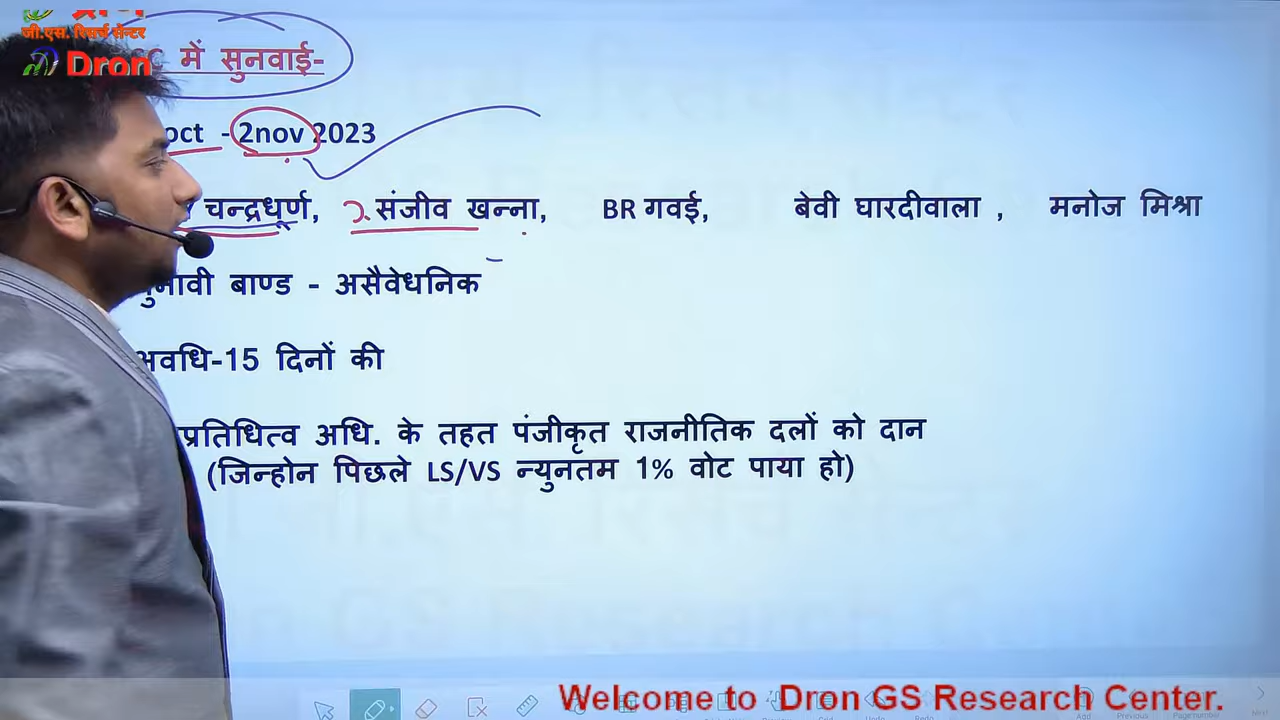 जी.एस. रिसर्च सेन्टर
Dron
में सुनवाई-
oct - 2nov 2023
चन्द्रधूर्ण, 2. संजीव खन्ना, BR गवई, बेवी घारदीवाला , मनोज मिश्रा
बाण्ड - असैवेधनिक
अवधि-15 दिनों की
प्रतिधित्व अधि. के तहत पंजीकृत राजनीतिक दलों को दान
(जिन्होन पिछले LS/VS न्युनतम 1% वोट पाया हो)
Welcome to Dron GS Research Center.